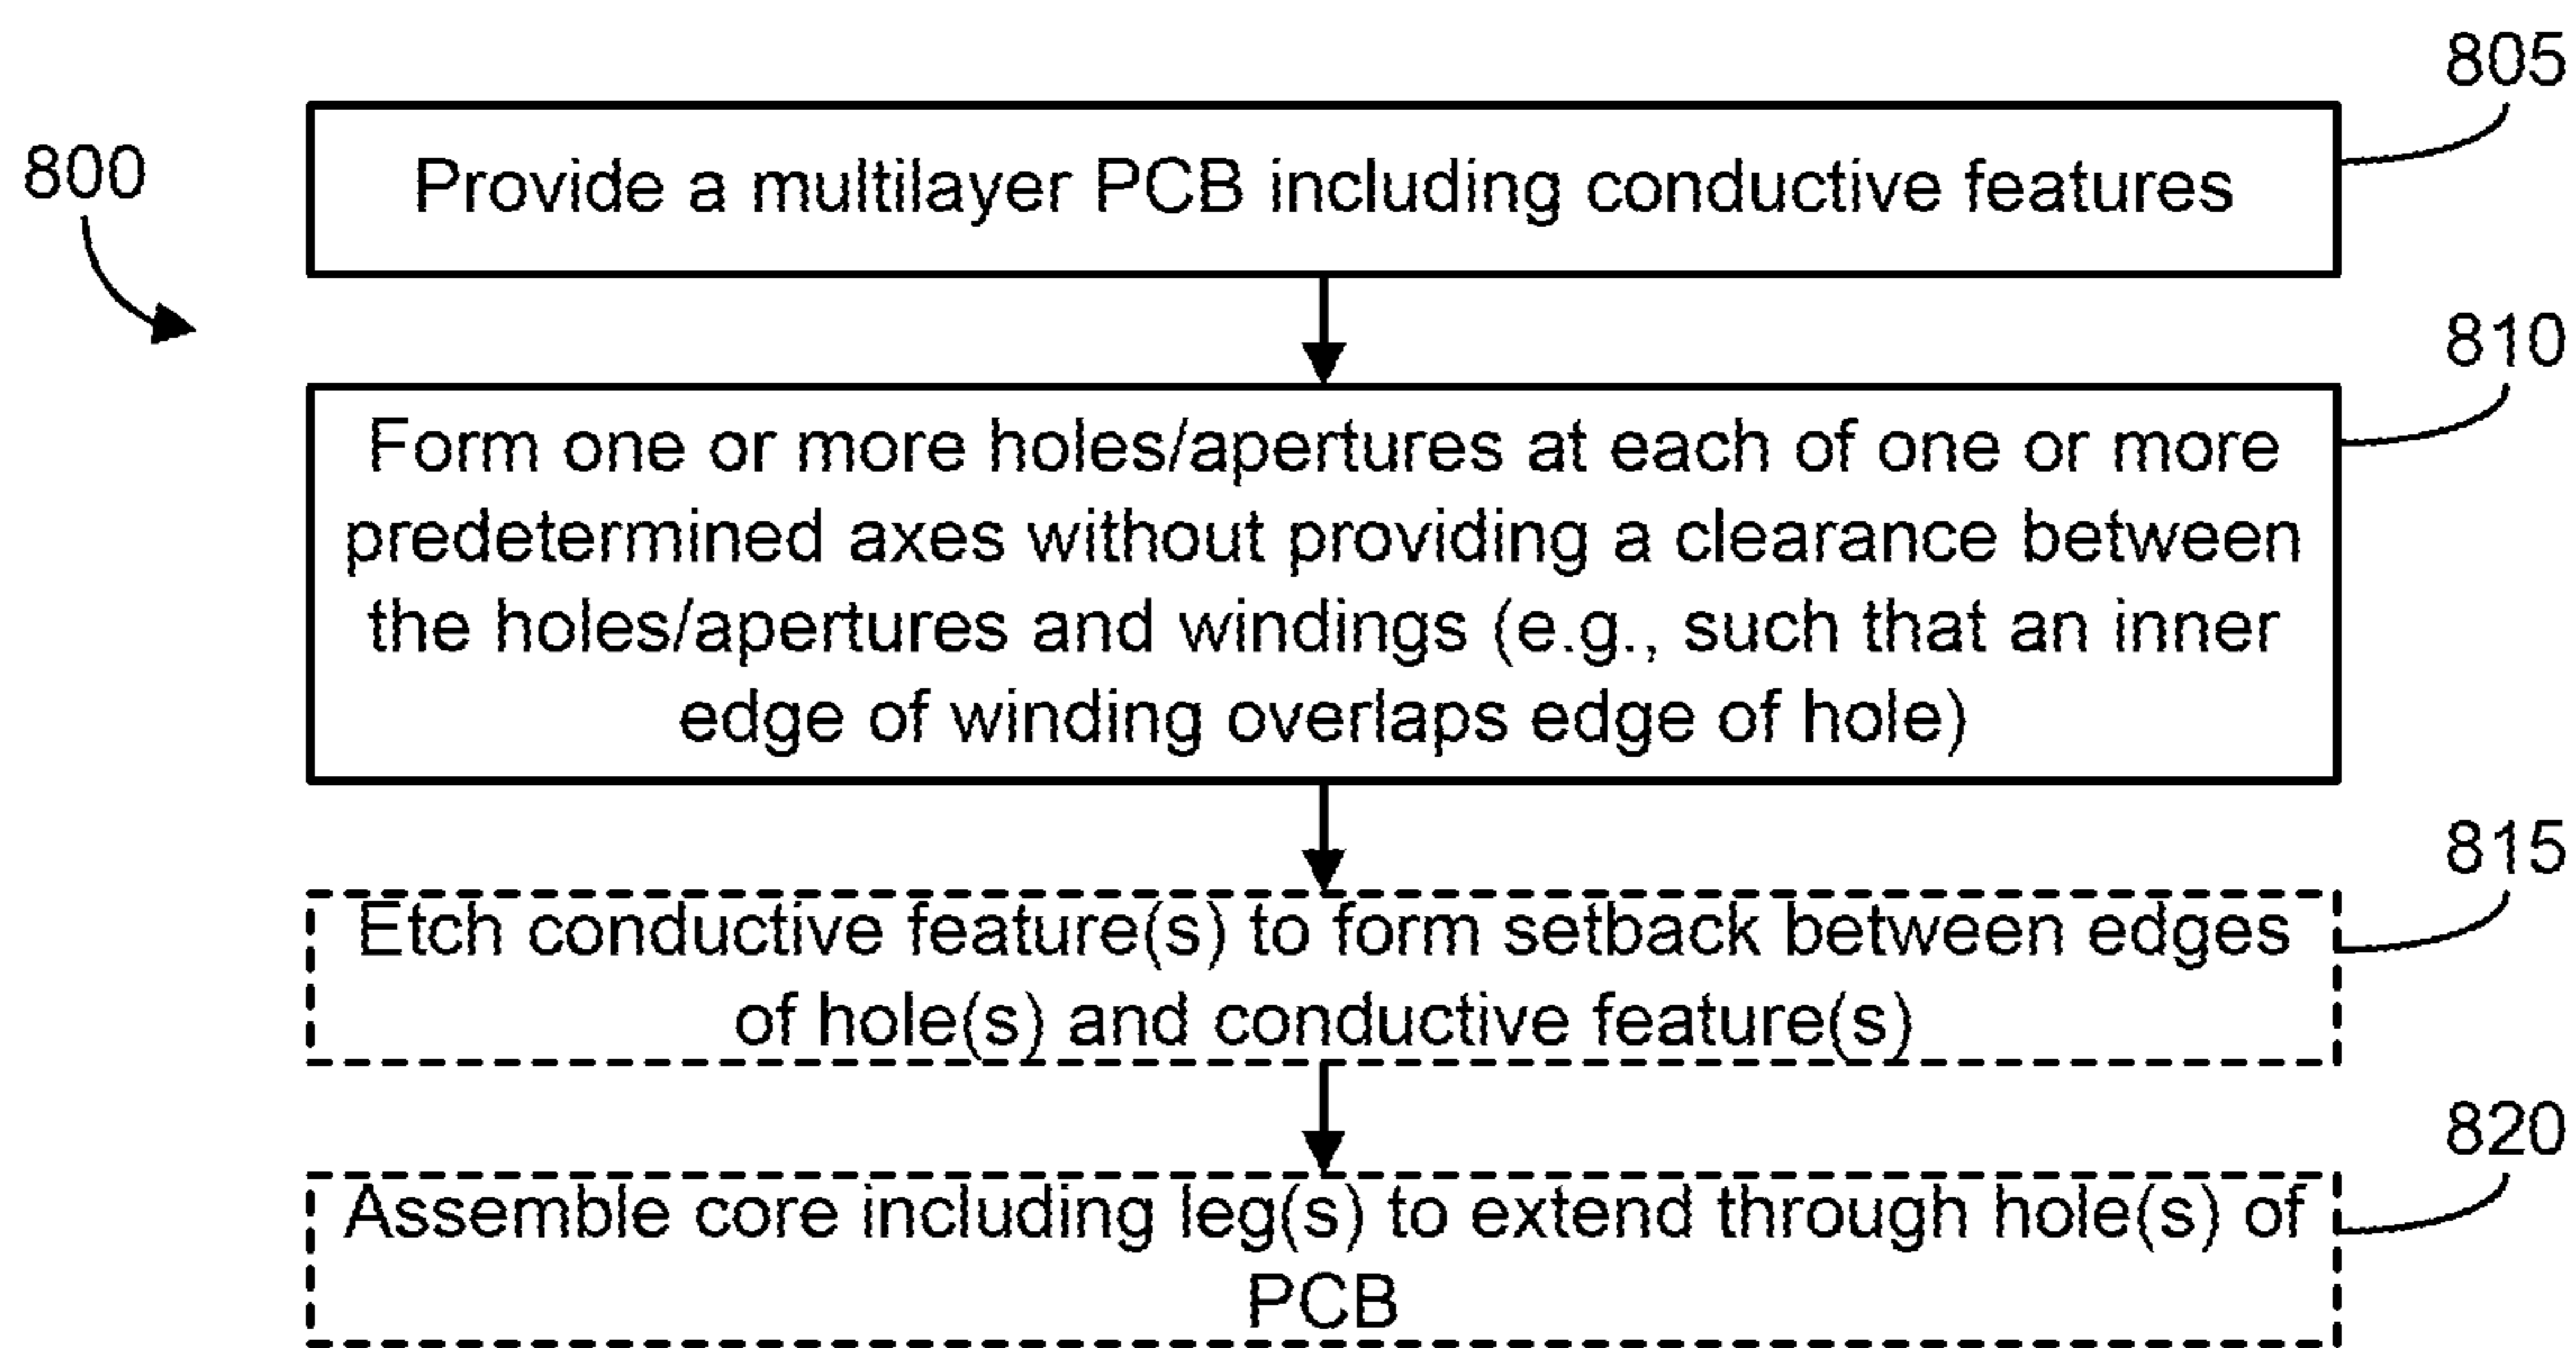 805
800
Provide a multilayer PCB including conductive features
810
Form one or more holes/apertures at each of one or more
predetermined axes without providing a clearance between
the holes/apertures and windings (e.g., such that an inner
edge of winding overlaps edge of hole)
815
Etch conductive feature(s) to form setback between edges
of hole(s) and conductive feature(s)
820
Assemble core including leg(s) to extend through hole(s) of
PCB